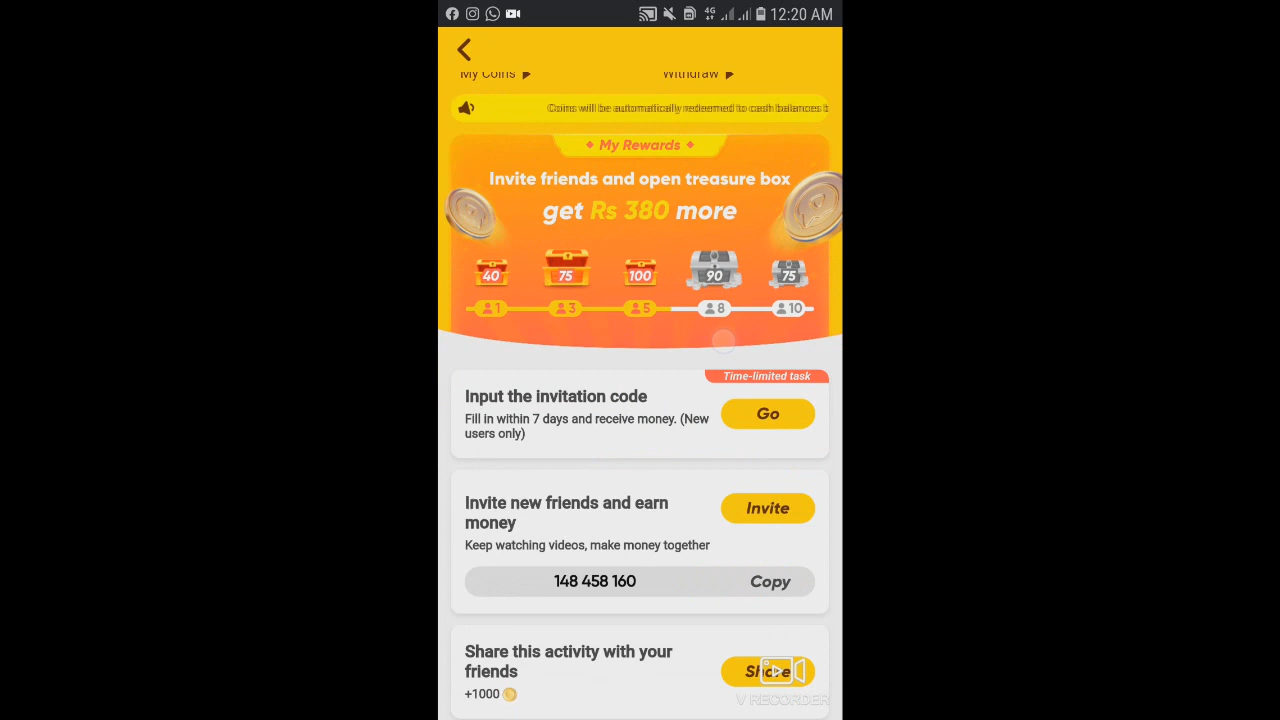 4G 12:20 AM
My Coins Withdraw
Coins will be automatically redeemed to cash balances b
My Rewards
Invite friends and open treasure box
get Rs 380 more
40 75 100 90 75
1 3 5 8 10
Time-limited task
Input the invitation code
Go
Fill in within 7 days and receive money. (New
users only)
Invite new friends and earn
money
Invite
Keep watching videos, make money together
148 458 160 Copy
Share this activity with your
friends
Share
+1000
V RECORDER